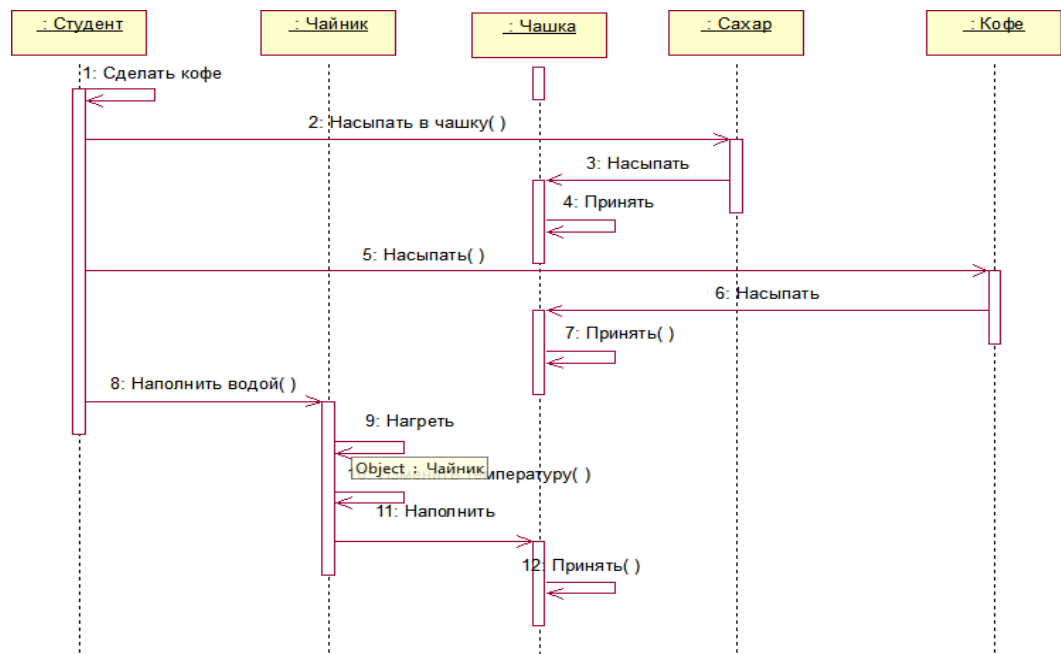 : Студент
: Чайник
: Чашка
: Сахар
: Кофе
1: Сделать кофе
2: Насыпать в чашку( )
3: Насыпать
4: Принять
5: Насыпать( )
6: Насыпать
7: Принять( )
8: Наполнить водой( )
9: Нагреть
Object : Чайник
температуру( )
11: Наполнить
12: Принять( )